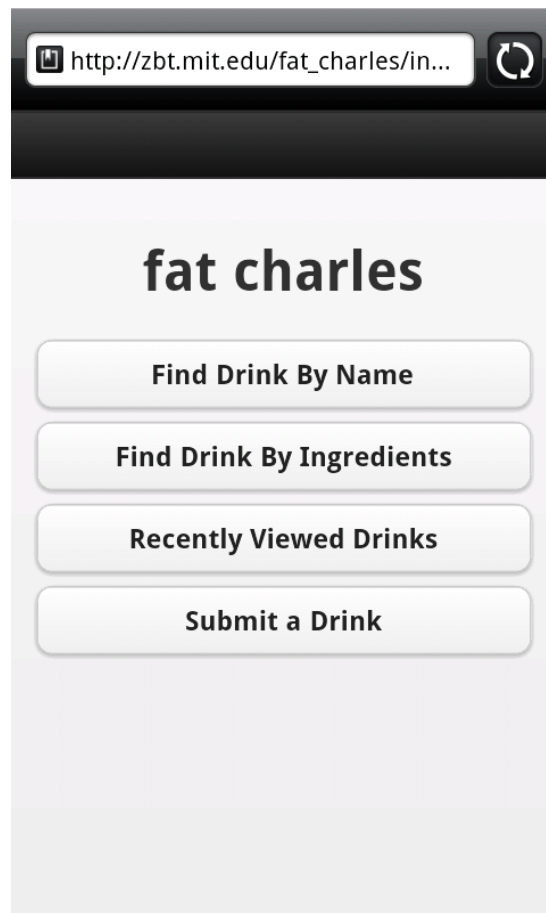 http://zbt.mit.edu/fat_charles/in...
fat charles
Find Drink By Name
Find Drink By Ingredients
Recently Viewed Drinks
Submit a Drink